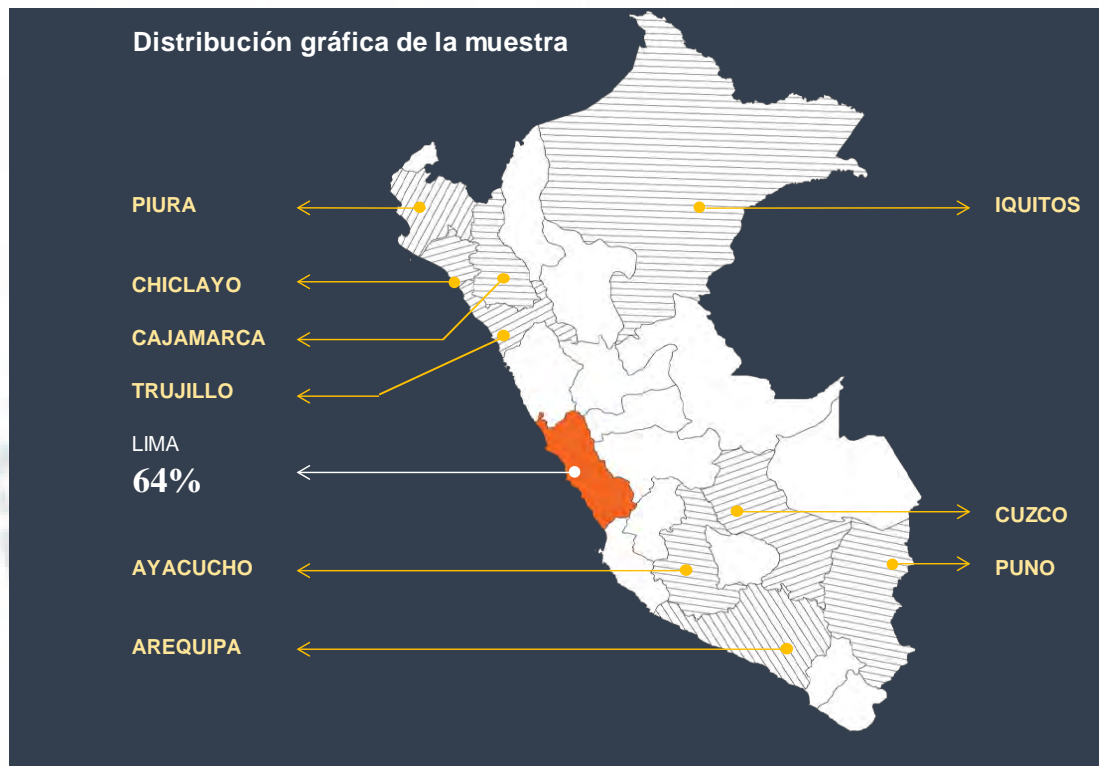 Distribución gráfica de la muestra
PIURA
IQUITOS
CHICLAYO
CAJAMARCA
TRUJILLO
LIMA
64%
CUZCO
AYACUCHO
PUNO
AREQUIPA